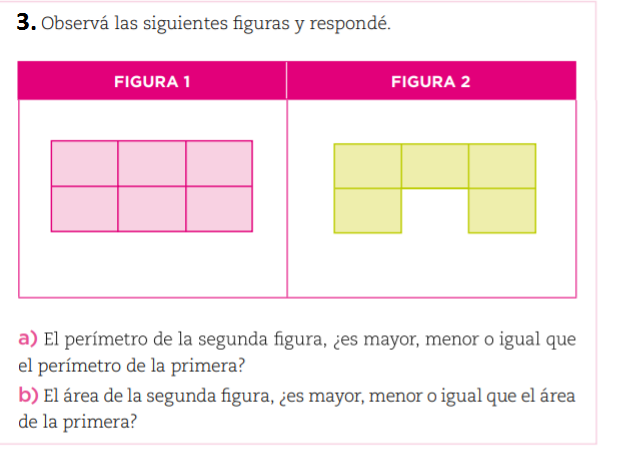 3. Observá las siguientes figuras y respondé.
FIGURA 1
FIGURA 2
a) El perímetro de la segunda figura, ¿es mayor, menor o igual que
el perímetro de la primera?
b) El área de la segunda figura, ¿es mayor, menor o igual que el área
de la primera?